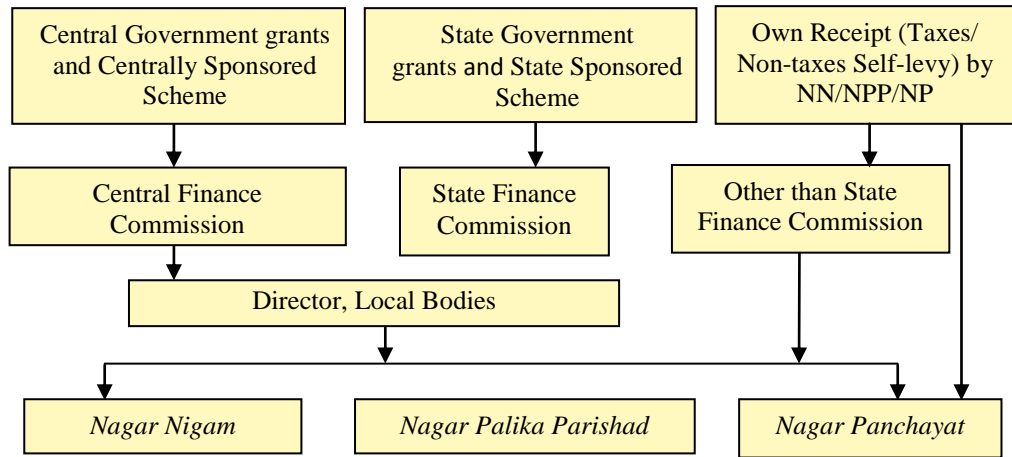 Central Government grants
and Centrally Sponsored
Scheme
State Government
grants and State Sponsored
Scheme
Own Receipt (Taxes/
Non-taxes Self-levy) by
NN/NPP/NP
Central Finance
Commission
State Finance
Commission
Other than State
Finance Commission
Director, Local Bodies
Nagar Nigam
Nagar Palika Parishad
Nagar Panchayat